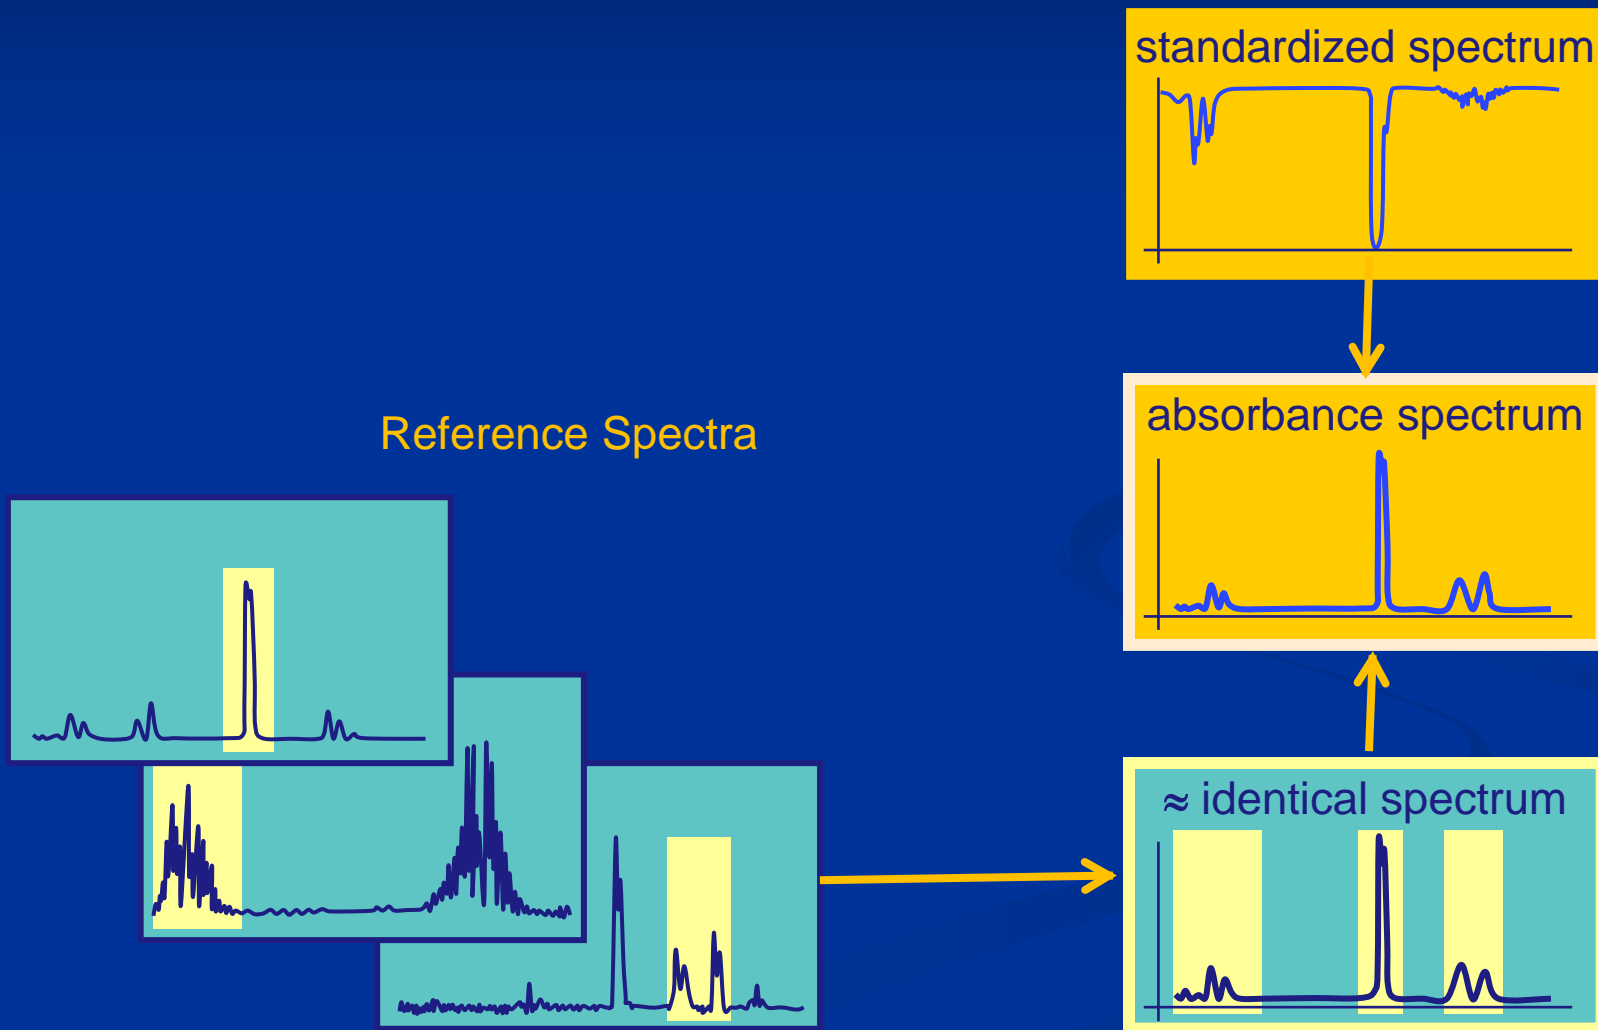 standardized spectrum
absorbance spectrum
Reference Spectra
≈ identical spectrum